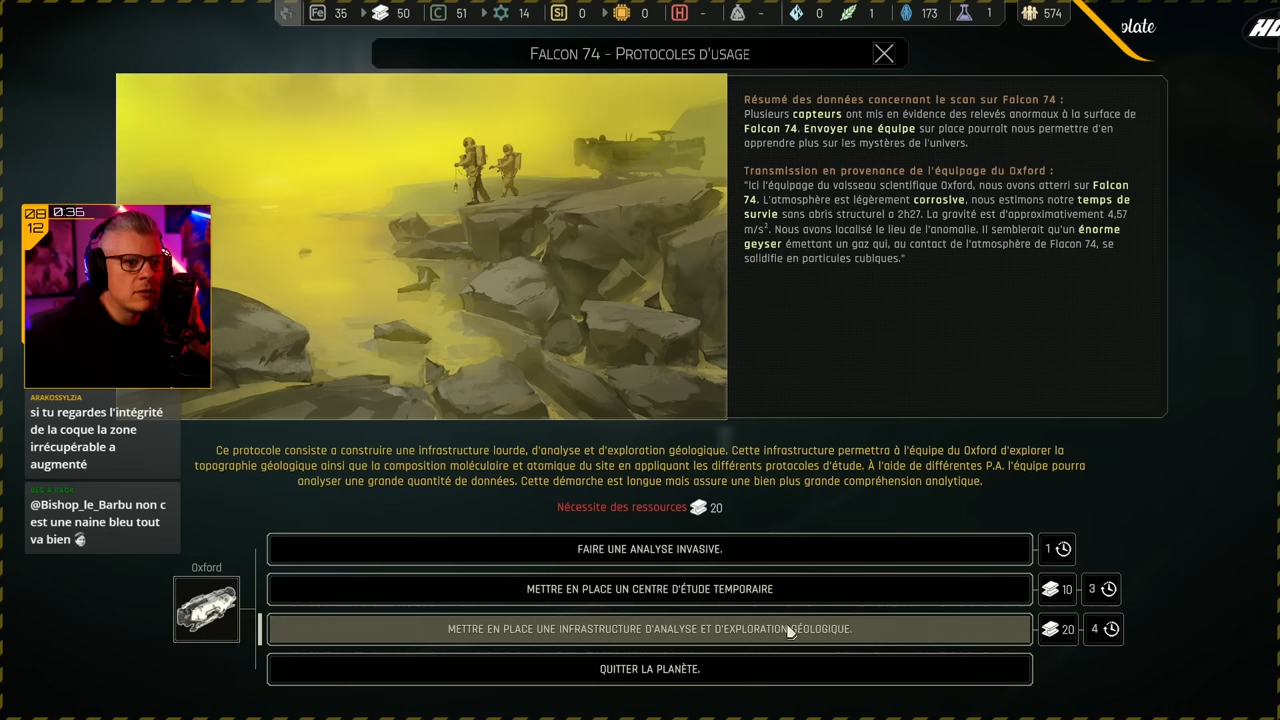 Fe 35 50 C 51 14 SI 0 0 H - - 0 1 173 1 574
plate
HO
FALCON 74 - PROTOCOLES D'USAGE
Résumé des données concernant le scan sur Falcon 74 :
Plusieurs capteurs ont mis en évidence des relevés anormaux à la surface de
Falcon 74. Envoyer une équipe sur place pourrait nous permettre d'en
apprendre plus sur les mystères de l'univers.
Transmission en provenance de l'équipage du Oxford :
"Ici l'équipage du vaisseau scientifique Oxford, nous avons atterri sur Falcon
74. L'atmosphère est légèrement corrosive, nous estimons notre temps de
survie sans abris structurel a 2h27. La gravité est d'approximativement 4,57
m/s². Nous avons localisé le lieu de l'anomalie. Il semblerait qu'un énorme
geyser émettant un gaz qui, au contact de l'atmosphère de Flacon 74, se
solidifie en particules cubiques."
08 0:36
12
ARAKOSSYLZIA
si tu regardes l'intégrité
de la coque la zone
irrécupérable a
augmenté
@Bishop_le_Barbu non c
est une naine bleu tout
va bien
Ce protocole consiste a construire une infrastructure lourde, d'analyse et d'exploration géologique. Cette infrastructure permettra à l'équpe du Oxford d'explorer la
topographie géologique ainsi que la composition moléculaire et atomique du site en appliquant les différents protocoles d'étude. À l'aide de différentes P.A. l'équipe pourra
analyser une grande quantité de données. Cette démarche est longue mais assure une bien plus grande compréhension analytique.
Nécessite des ressources 20
Oxford
FAIRE UNE ANALYSE INVASIVE. 1
METTRE EN PLACE UN CENTRE D'ÉTUDE TEMPORAIRE 10 3
METTRE EN PLACE UNE INFRASTRUCTURE D'ANALYSE ET D'EXPLORATION GÉOLOGIQUE. 20 4
QUITTER LA PLANÈTE.